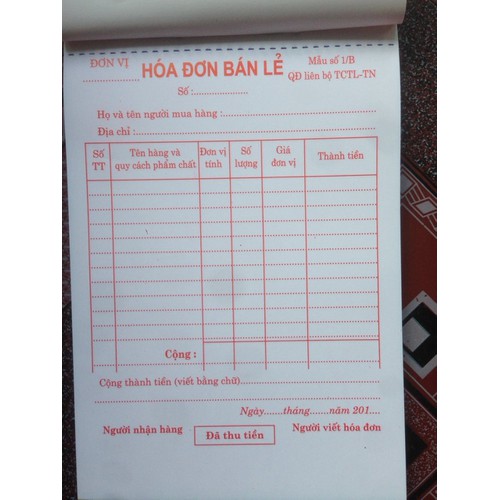 ĐƠN VỊ
HÓA ĐƠN BÁN LẺ
Mẫu số 1/B
QĐ liên bộ TCTL-TN
Số :......................
Họ và tên người mua hàng :
Địa chỉ :
Số TT
Tên hàng và quy cách phẩm chất
Đơn vị tính
Số lượng
Giá đơn vị
Thành tiền
Cộng :
Cộng thành tiền (viết bằng chữ)
Ngày.......tháng.......năm 201....
Người nhận hàng
Đã thu tiền
Người viết hóa đơn